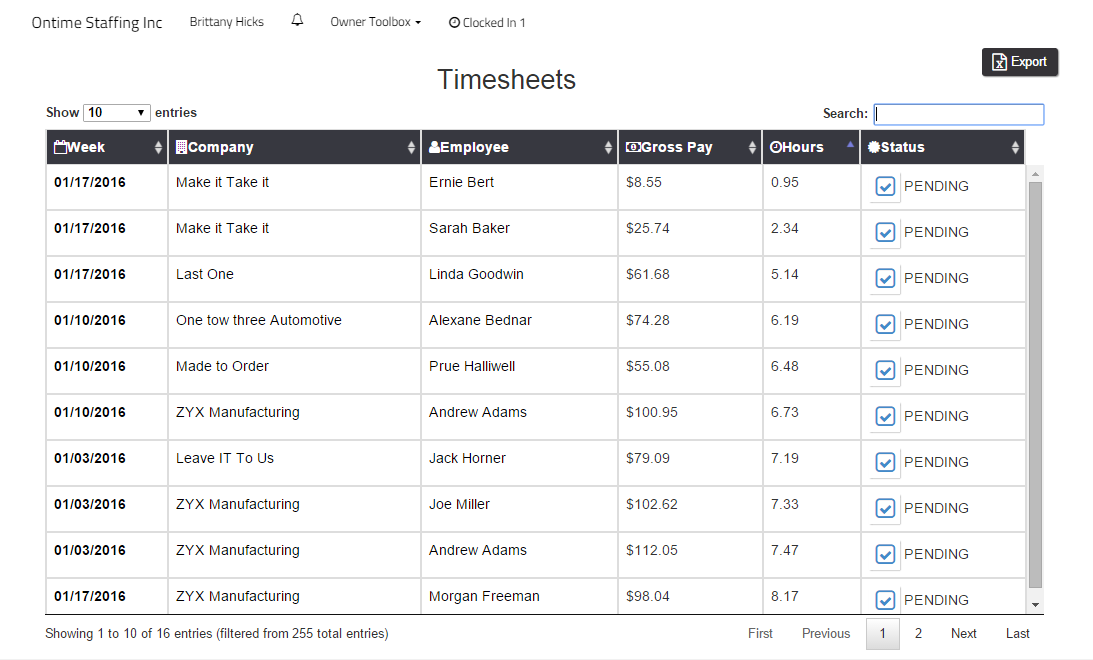 Ontime Staffing Inc Brittany Hicks Owner Toolbox Clocked In 1
Export
Timesheets
Show 10 entries Search:
Week Company Employee Gross Pay Hours Status
01/17/2016 Make it Take it Ernie Bert $8.55 0.95 PENDING
01/17/2016 Make it Take it Sarah Baker $25.74 2.34 PENDING
01/17/2016 Last One Linda Goodwin $61.68 5.14 PENDING
01/10/2016 One tow three Automotive Alexane Bednar $74.28 6.19 PENDING
01/10/2016 Made to Order Prue Halliwell $55.08 6.48 PENDING
01/10/2016 ZYX Manufacturing Andrew Adams $100.95 6.73 PENDING
01/03/2016 Leave IT To Us Jack Horner $79.09 7.19 PENDING
01/03/2016 ZYX Manufacturing Joe Miller $102.62 7.33 PENDING
01/03/2016 ZYX Manufacturing Andrew Adams $112.05 7.47 PENDING
01/17/2016 ZYX Manufacturing Morgan Freeman $98.04 8.17 PENDING
Showing 1 to 10 of 16 entries (filtered from 255 total entries) First Previous 1 2 Next Last